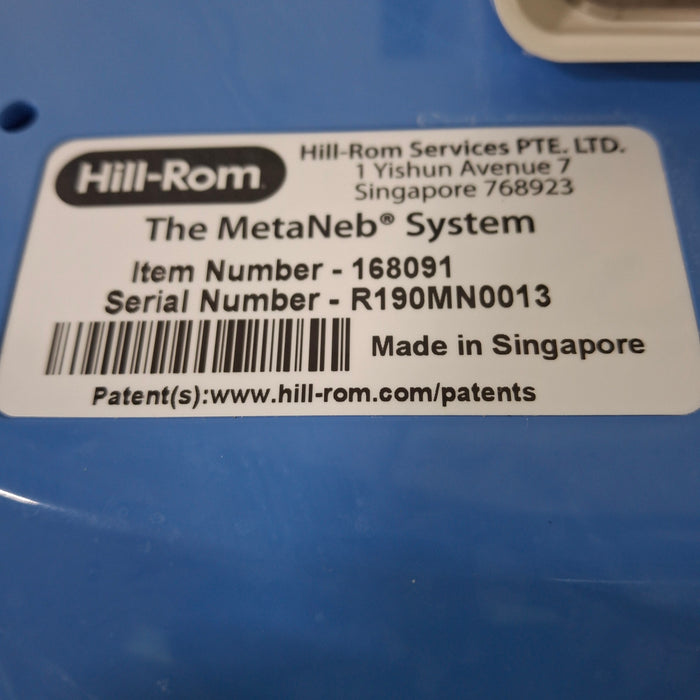 Hill-Rom
Hill-Rom Services PTE. LTD.
1 Yishun Avenue 7
Singapore 768923
The MetaNeb® System
Item Number - 168091
Serial Number - R190MN0013
Made in Singapore
Patent(s):www.hill-rom.com/patents